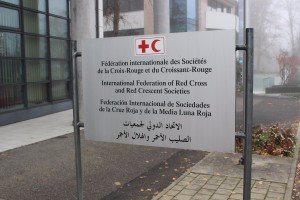 Fédération internationale des Sociétés
de la Croix-Rouge et du Croissant-Rouge
International Federation of Red Cross
and Red Crescent Societies
Federación Internacional de Sociedades
de la Cruz Roja y de la Media Luna Roja
الاتحاد الدولي لجمعيات
الصليب الأحمر والهلال الأحمر